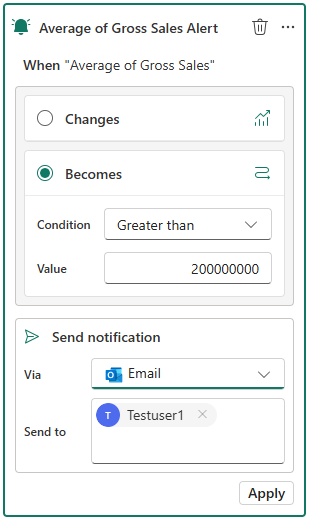 Average of Gross Sales Alert
When "Average of Gross Sales"
Changes
Becomes
Condition Greater than
Value 200000000
Send notification
Via Email
T Testuser1
Send to
Apply